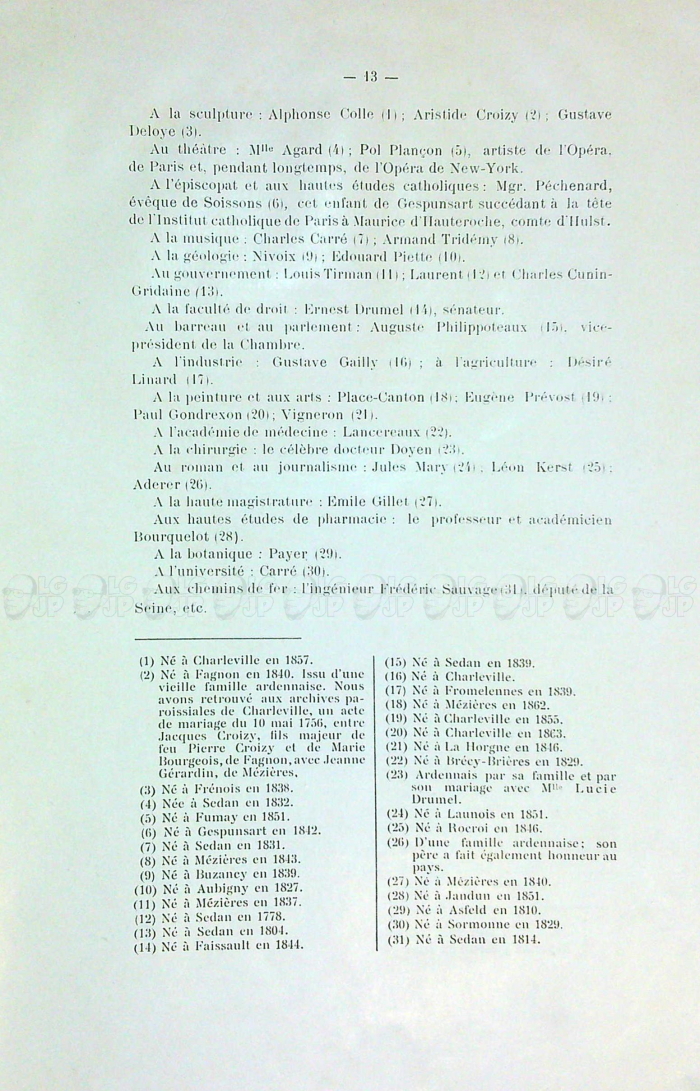 — 13 —
A la sculpture : Alphonse Colle (1) ; Aristide Croizy (2) ; Gustave
Deloye (3).
Au théâtre : Mlle Agard (4) ; Pol Plançon (5), artiste de l'Opéra,
de Paris et, pendant longtemps, de l'Opéra de New-York.
A l'épiscopat et aux hautes études catholiques : Mgr. Péchenard,
évêque de Soissons (6), cet enfant de Gespunsart succédant à la tête
de l'Institut catholique de Paris à Maurice d'Hauteroche, comte d'Hulst.
A la musique : Charles Carré (7) ; Armand Tridémy (8).
A la géologie : Nivoix (9) ; Edouard Piette (10).
Au gouvernement : Louis Tirman (11) ; Laurent (12) et Charles Cunin-
Gridaine (13).
A la faculté de droit : Ernest Drumel (14), sénateur.
Au barreau et au parlement : Auguste Philippoteaux (15), vice-
président de la Chambre.
A l'industrie : Gustave Gailly (16) ; à l'agriculture : Désiré
Linard (17).
A la peinture et aux arts : Place-Canton (18) ; Eugène Prévost (19) ;
Paul Gondrexon (20) ; Vigneron (21).
A l'académie de médecine : Lancereaux (22).
A la chirurgie : le célèbre docteur Doyen (23).
Au roman et au journalisme : Jules Mary (24) ; Léon Kerst (25) ;
Aderer (26).
A la haute magistrature : Emile Gillet (27).
Aux hautes études de pharmacie : le professeur et académicien
Bourquelot (28).
A la botanique : Payer (29).
A l'université : Carré (30).
Aux chemins de fer : l'ingénieur Frédéric Sauvage (31), député de la
Seine, etc.
(1) Né à Charleville en 1857.
(2) Né à Fagnon en 1840. Issu d'une
vieille famille ardennaise. Nous
avons retrouvé aux archives pa-
roissiales de Charleville, un acte
de mariage du 10 mai 1756, entre
Jacques Croizy, fils majeur de
feu Pierre Croizy et de Marie
Bourgeois, de Fagnon, avec Jeanne
Gérardin, de Mézières.
(3) Né à Frénois en 1838.
(4) Née à Sedan en 1832.
(5) Né à Fumay en 1851.
(6) Né à Gespunsart en 1842.
(7) Né à Sedan en 1831.
(8) Né à Mézières en 1843.
(9) Né à Buzancy en 1839.
(10) Né à Aubigny en 1827.
(11) Né à Mézières en 1837.
(12) Né à Sedan en 1778.
(13) Né à Sedan en 1804.
(14) Né à Faissault en 1844.
(15) Né à Sedan en 1839.
(16) Né à Charleville.
(17) Né à Fromelennes en 1839.
(18) Né à Mézières en 1862.
(19) Né à Charleville en 1855.
(20) Né à Charleville en 1863.
(21) Né à La Horgne en 1846.
(22) Né à Brécy-Brières en 1829.
(23) Ardennais par sa famille et par
son mariage avec Mlle Lucie
Drumel.
(24) Né à Launois en 1851.
(25) Né à Rocroi en 1846.
(26) D'une famille ardennaise ; son
père a fait également honneur au
pays.
(27) Né à Mézières en 1840.
(28) Né à Jandun en 1851.
(29) Né à Asfeld en 1810.
(30) Né à Sormonne en 1829.
(31) Né à Sedan en 1814.